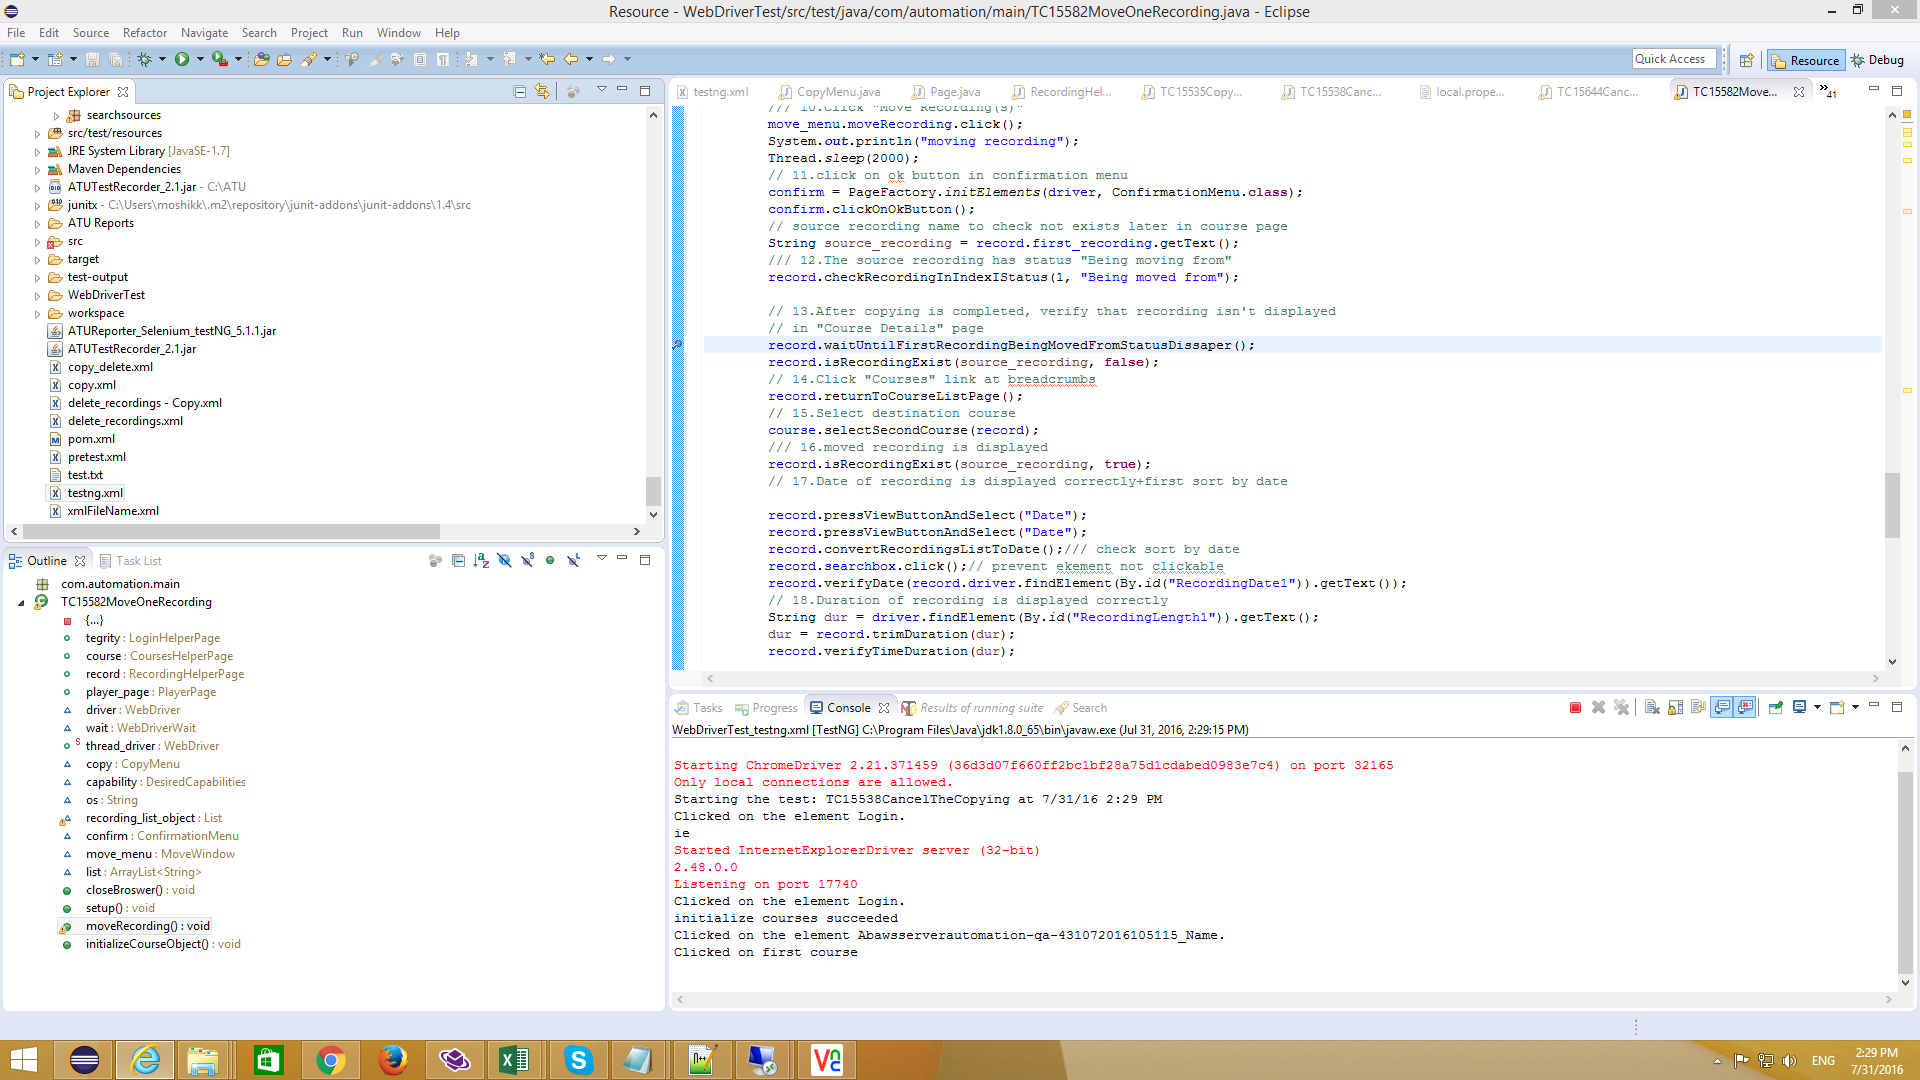 Resource - WebDriverTest/src/test/java/com/automation/main/TC15582MoveOneRecording.java - Eclipse
File Edit Source Refactor Navigate Search Project Run Window Help
Quick Access
Resource
Debug
Project Explorer
searchsources
src/test/resources
JRE System Library [JavaSE-1.7]
Maven Dependencies
ATUTestRecorder_2.1.jar - C:\ATU
junitx - C:\Users\moshikk\.m2\repository\junit-addons\junit-addons\1.4\src
ATU Reports
src
target
test-output
WebDriverTest
workspace
ATUReporter_Selenium_testNG_5.1.1.jar
ATUTestRecorder_2.1.jar
copy_delete.xml
copy.xml
delete_recordings - Copy.xml
delete_recordings.xml
pom.xml
pretest.xml
test.txt
testng.xml
xmlFileName.xml
Outline
Task List
com.automation.main
TC15582MoveOneRecording
{...}
tegrity : LoginHelperPage
course : CoursesHelperPage
record : RecordingHelperPage
player_page : PlayerPage
driver : WebDriver
wait : WebDriverWait
thread_driver : WebDriver
copy : CopyMenu
capability : DesiredCapabilities
os : String
recording_list_object : List
confirm : ConfirmationMenu
move_menu : MoveWindow
list : ArrayList<String>
closeBroswer() : void
setup() : void
moveRecording() : void
initializeCourseObject() : void
testng.xml CopyMenu.java Page.java RecordingHel... TC15535Copy... TC15538Canc... local.prope... TC15644Canc... TC15582Move... »41
/// 10.Click "Move Recording(s)"
move_menu.moveRecording.click();
System.out.println("moving recording");
Thread.sleep(2000);
// 11.click on ok button in confirmation menu
confirm = PageFactory.initElements(driver, ConfirmationMenu.class);
confirm.clickOnOkButton();
// source recording name to check not exists later in course page
String source_recording = record.first_recording.getText();
/// 12.The source recording has status "Being moving from"
record.checkRecordingInIndexIStatus(1, "Being moved from");
// 13.After copying is completed, verify that recording isn't displayed
// in "Course Details" page
record.waitUntilFirstRecordingBeingMovedFromStatusDissaper();
record.isRecordingExist(source_recording, false);
// 14.Click "Courses" link at breadcrumbs
record.returnToCourseListPage();
// 15.Select destination course
course.selectSecondCourse(record);
/// 16.moved recording is displayed
record.isRecordingExist(source_recording, true);
// 17.Date of recording is displayed correctly+first sort by date
record.pressViewButtonAndSelect("Date");
record.pressViewButtonAndSelect("Date");
record.convertRecordingsListToDate();/// check sort by date
record.searchbox.click();// prevent ekement not clickable
record.verifyDate(record.driver.findElement(By.id("RecordingDate1")).getText());
// 18.Duration of recording is displayed correctly
String dur = driver.findElement(By.id("RecordingLength1")).getText();
dur = record.trimDuration(dur);
record.verifyTimeDuration(dur);
Tasks Progress Console Results of running suite Search
WebDriverTest_testng.xml [TestNG] C:\Program Files\Java\jdk1.8.0_65\bin\javaw.exe (Jul 31, 2016, 2:29:15 PM)
Starting ChromeDriver 2.21.371459 (36d3d07f660ff2bc1bf28a75d1cdabed0983e7c4) on port 32165
Only local connections are allowed.
Starting the test: TC15538CancelTheCopying at 7/31/16 2:29 PM
Clicked on the element Login.
ie
Started InternetExplorerDriver server (32-bit)
2.48.0.0
Listening on port 17740
Clicked on the element Login.
initialize courses succeeded
Clicked on the element Abawsserverautomation-qa-431072016105115_Name.
Clicked on first course
ENG
2:29 PM
7/31/2016